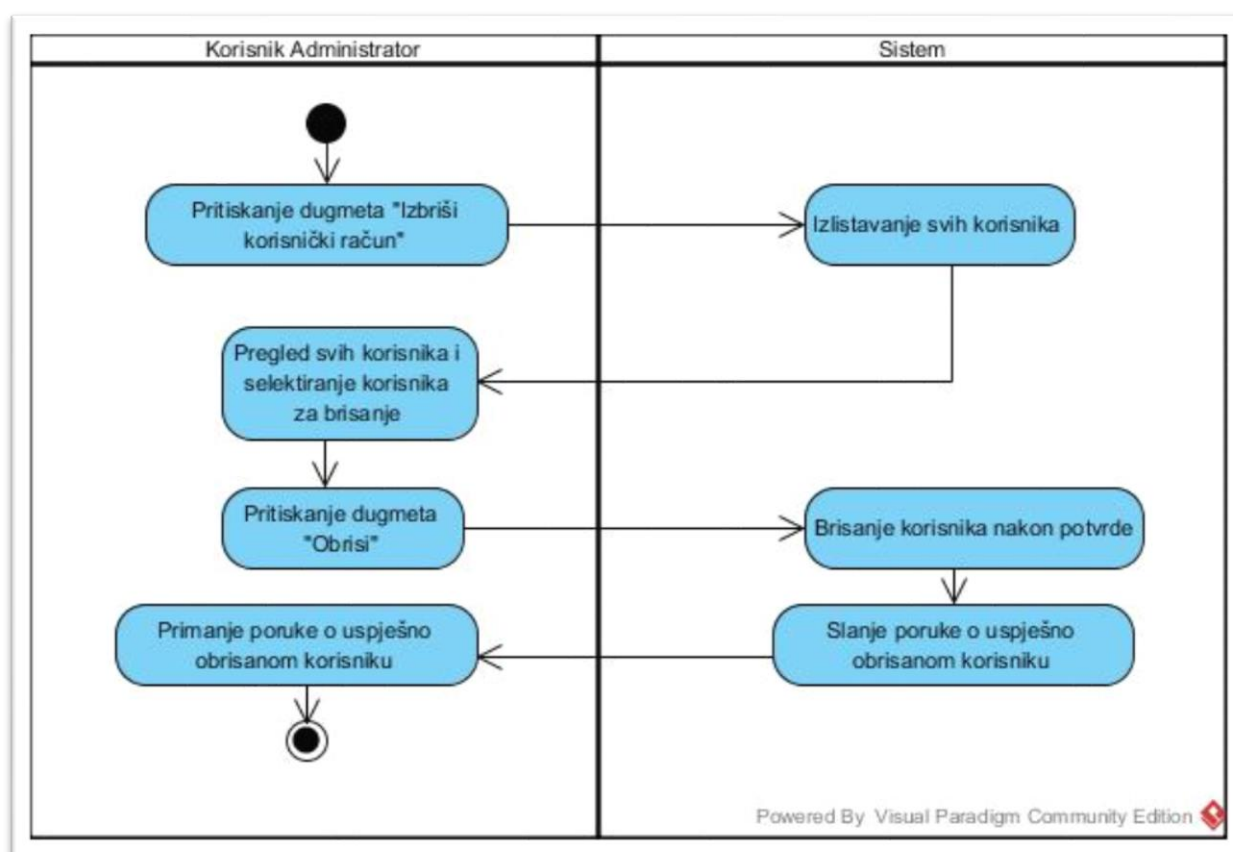 Korisnik Administrator
Sistem
Pritiskanje dugmeta "Izbriši
korisnički račun"
Izlistavanje svih korisnika
Pregled svih korisnika i
selektiranje korisnika
za brisanje
Pritiskanje dugmeta
"Obrisi"
Brisanje korisnika nakon potvrde
Primanje poruke o uspješno
obrisanom korisniku
Slanje poruke o uspješno
obrisanom korisniku
Powered By Visual Paradigm Community Edition